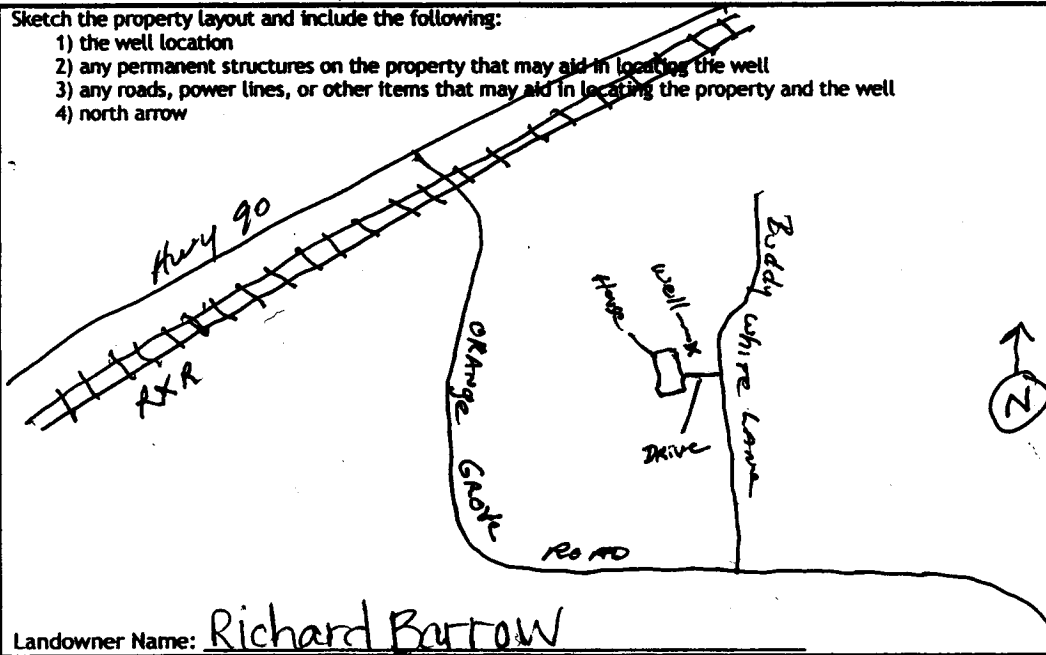 Sketch the property layout and include the following:
1) the well location
2) any permanent structures on the property that may aid in locating the well
3) any roads, power lines, or other items that may aid in locating the property and the well
4) north arrow
Hwy 90
RXR
ORANGE GROVE ROAD
House
Well
Drive
Buddy White Lane
N
Landowner Name: Richard Barrow